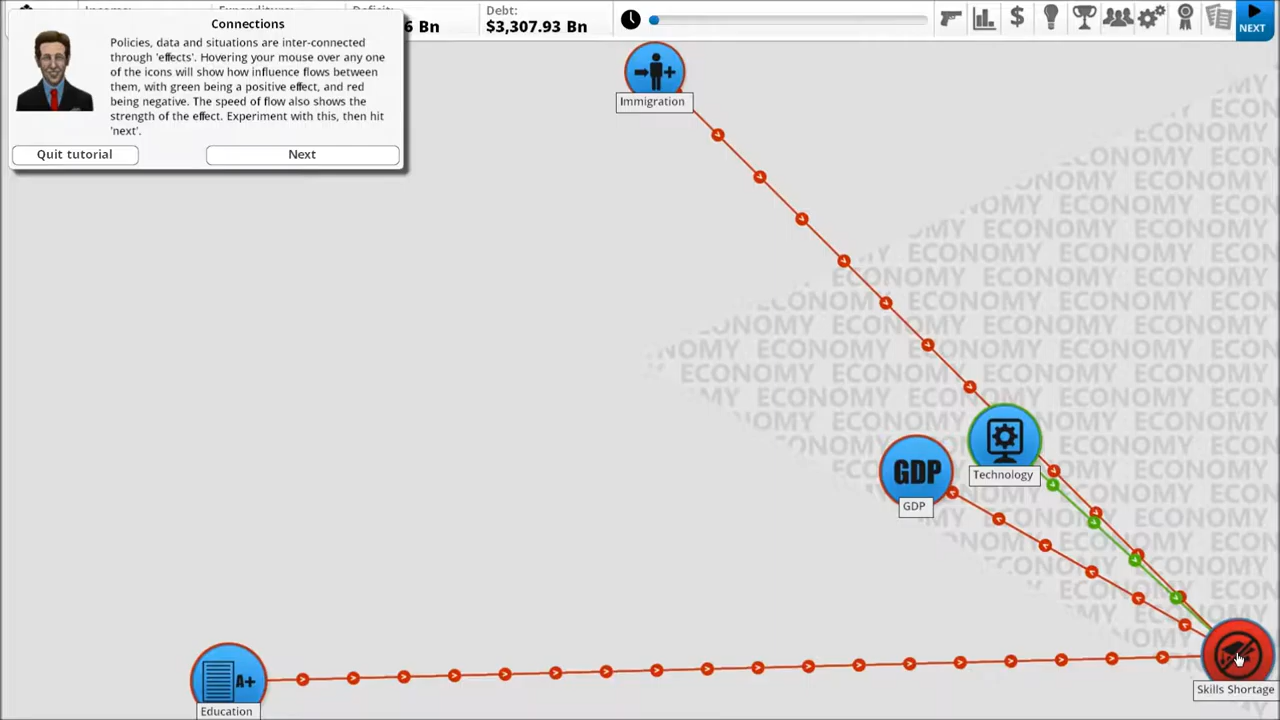 Connections
Policies, data and situations are inter-connected
through 'effects'. Hovering your mouse over any one
of the icons will show how influence flows between
them, with green being a positive effect, and red
being negative. The speed of flow also shows the
strength of the effect. Experiment with this, then hit
'next'.
Quit tutorial
Next
6 Bn
Debt:
$3,307.93 Bn
NEXT
Immigration
GDP
GDP
Technology
A+
Education
Skills Shortage
ECONOMY ECONOMY ECONOMY